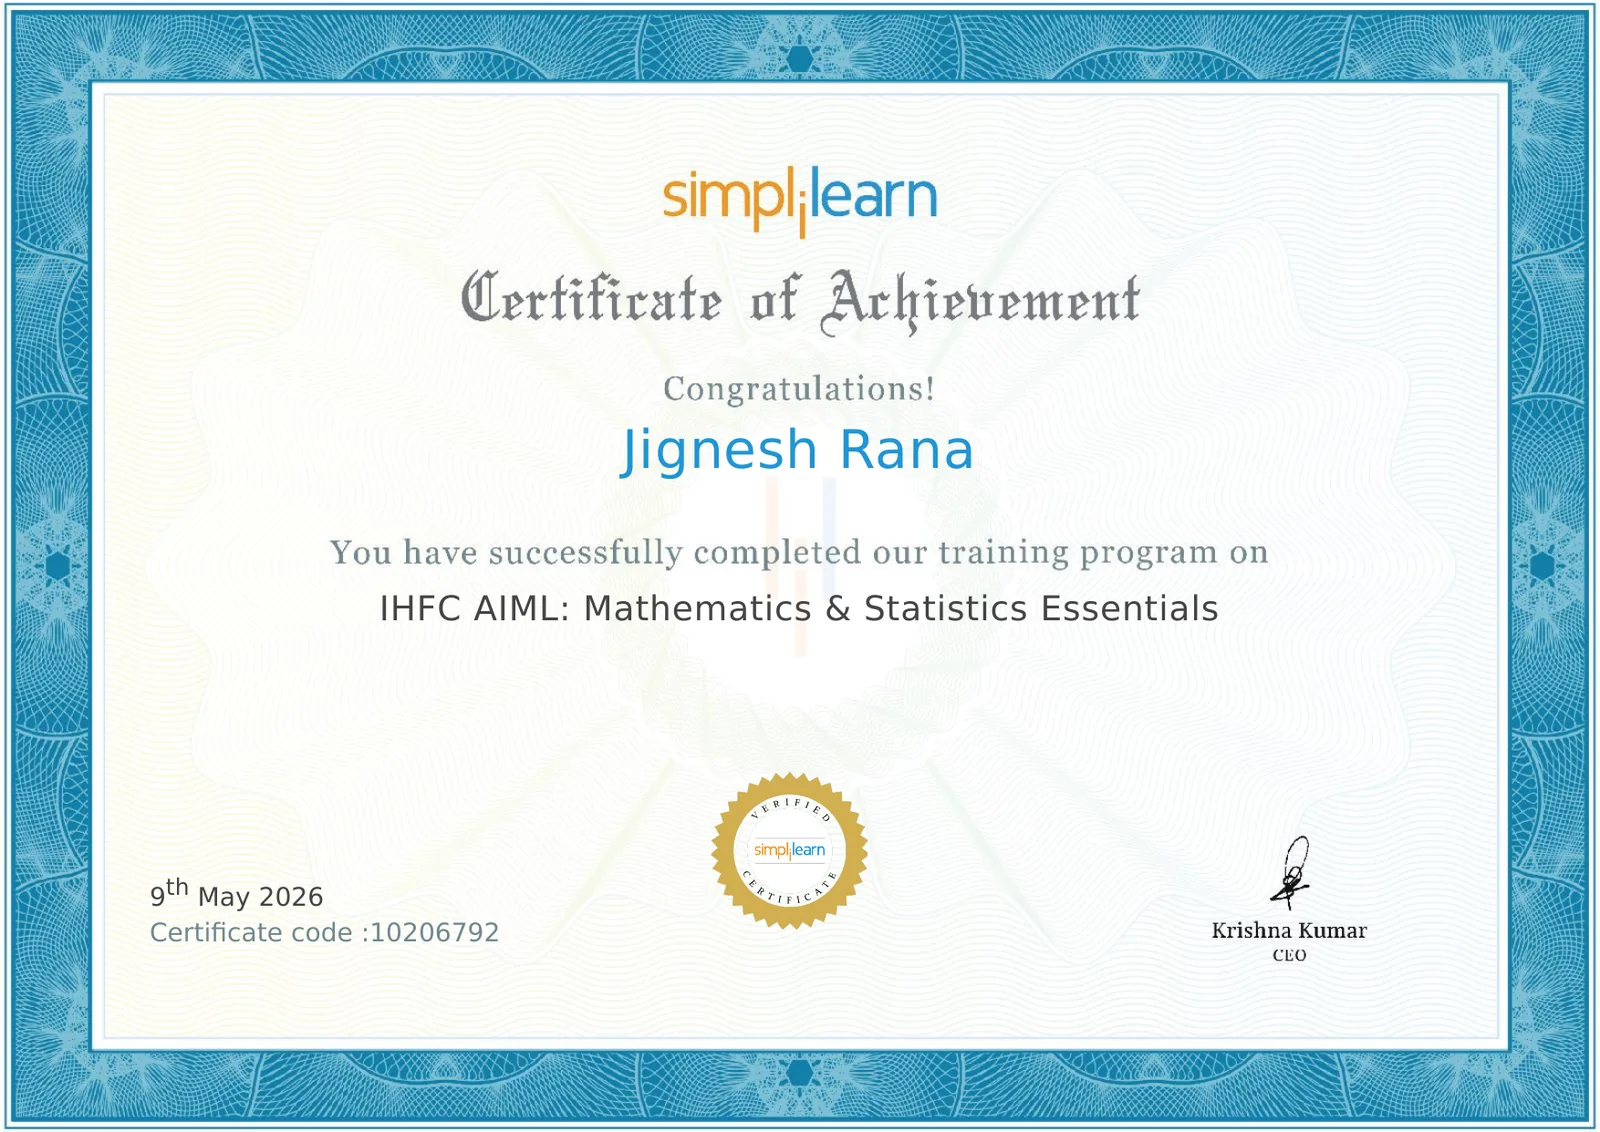 simplilearn
Certificate of Achievement
Congratulations!
Jignesh Rana
You have successfully completed our training program on
IHFC AIML: Mathematics & Statistics Essentials
VERIFIED
simplilearn
CERTIFICATE
9th May 2026
Certificate code :10206792
Krishna Kumar
CEO